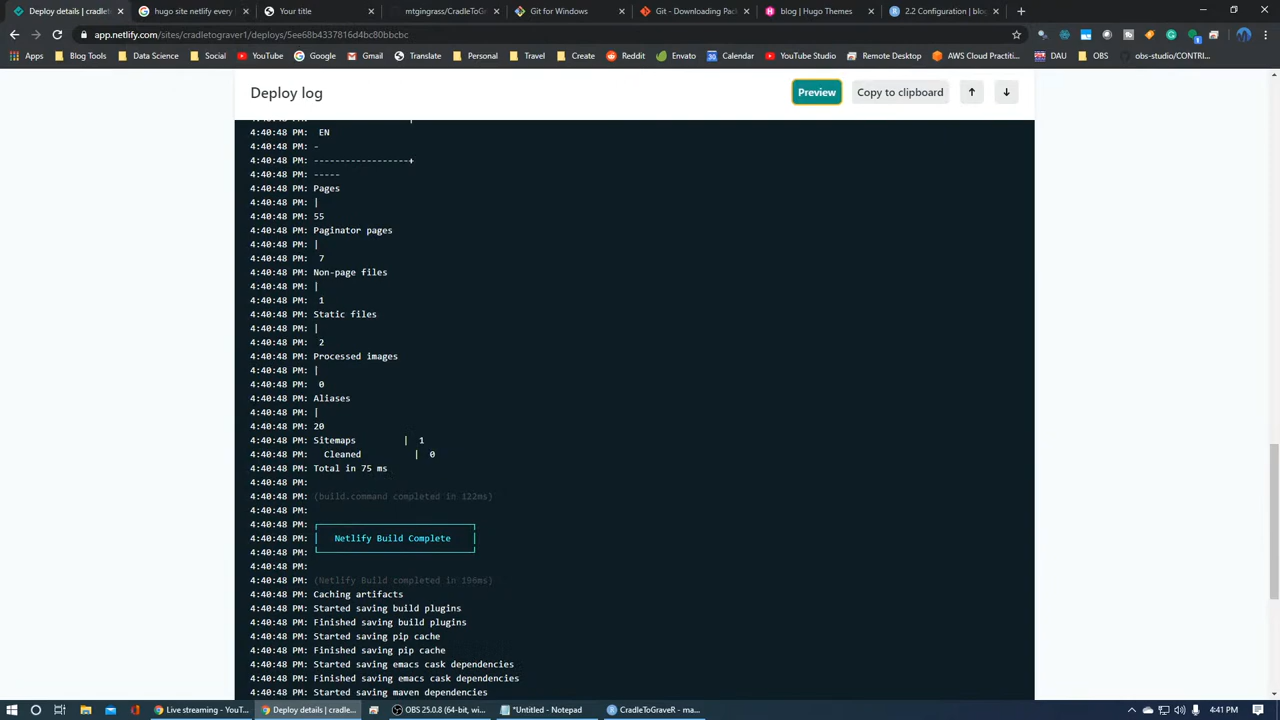 Deploy details | cradlet
hugo site netlify every
Your title
mtgingrass/CradleToGra
Git for Windows
Git - Downloading Pack
blog | Hugo Themes
2.2 Configuration | blog
app.netlify.com/sites/cradletograver1/deploys/5ee68b4337816d4bc80bbcbc
Apps
Blog Tools
Data Science
Social
YouTube
Google
Gmail
Translate
Personal
Travel
Create
Reddit
Envato
Calendar
YouTube Studio
Remote Desktop
AWS Cloud Practiti...
DAU
OBS
obs-studio/CONTRI...
Deploy log
Preview
Copy to clipboard
4:40:48 PM: EN
4:40:48 PM: -
4:40:48 PM: ------------------+
4:40:48 PM: -----
4:40:48 PM: Pages
4:40:48 PM: |
4:40:48 PM: 55
4:40:48 PM: Paginator pages
4:40:48 PM: |
4:40:48 PM: 7
4:40:48 PM: Non-page files
4:40:48 PM: |
4:40:48 PM: 1
4:40:48 PM: Static files
4:40:48 PM: |
4:40:48 PM: 2
4:40:48 PM: Processed images
4:40:48 PM: |
4:40:48 PM: 0
4:40:48 PM: Aliases
4:40:48 PM: |
4:40:48 PM: 20
4:40:48 PM: Sitemaps | 1
4:40:48 PM: Cleaned | 0
4:40:48 PM: Total in 75 ms
4:40:48 PM:
4:40:48 PM: (build.command completed in 122ms)
4:40:48 PM:
4:40:48 PM:
4:40:48 PM: Netlify Build Complete
4:40:48 PM:
4:40:48 PM:
4:40:48 PM: (Netlify Build completed in 196ms)
4:40:48 PM: Caching artifacts
4:40:48 PM: Started saving build plugins
4:40:48 PM: Finished saving build plugins
4:40:48 PM: Started saving pip cache
4:40:48 PM: Finished saving pip cache
4:40:48 PM: Started saving emacs cask dependencies
4:40:48 PM: Finished saving emacs cask dependencies
4:40:48 PM: Started saving maven dependencies
Live streaming - YouT...
Deploy details | cradle...
OBS 25.0.8 (64-bit, wi...
*Untitled - Notepad
CradleToGraveR - ma...
4:41 PM